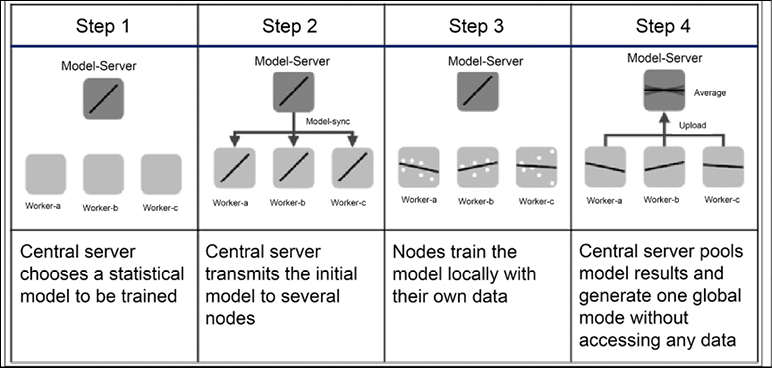 Step 1
Step 2
Step 3
Step 4
Model-Server
Worker-a
Worker-b
Worker-c
Model-Server
Model-sync
Worker-a
Worker-b
Worker-c
Model-Server
Worker-a
Worker-b
Worker-c
Model-Server
Average
Upload
Worker-a
Worker-b
Worker-c
Central server
chooses a statistical
model to be trained
Central server
transmits the initial
model to several
nodes
Nodes train the
model locally with
their own data
Central server pools
model results and
generate one global
mode without
accessing any data